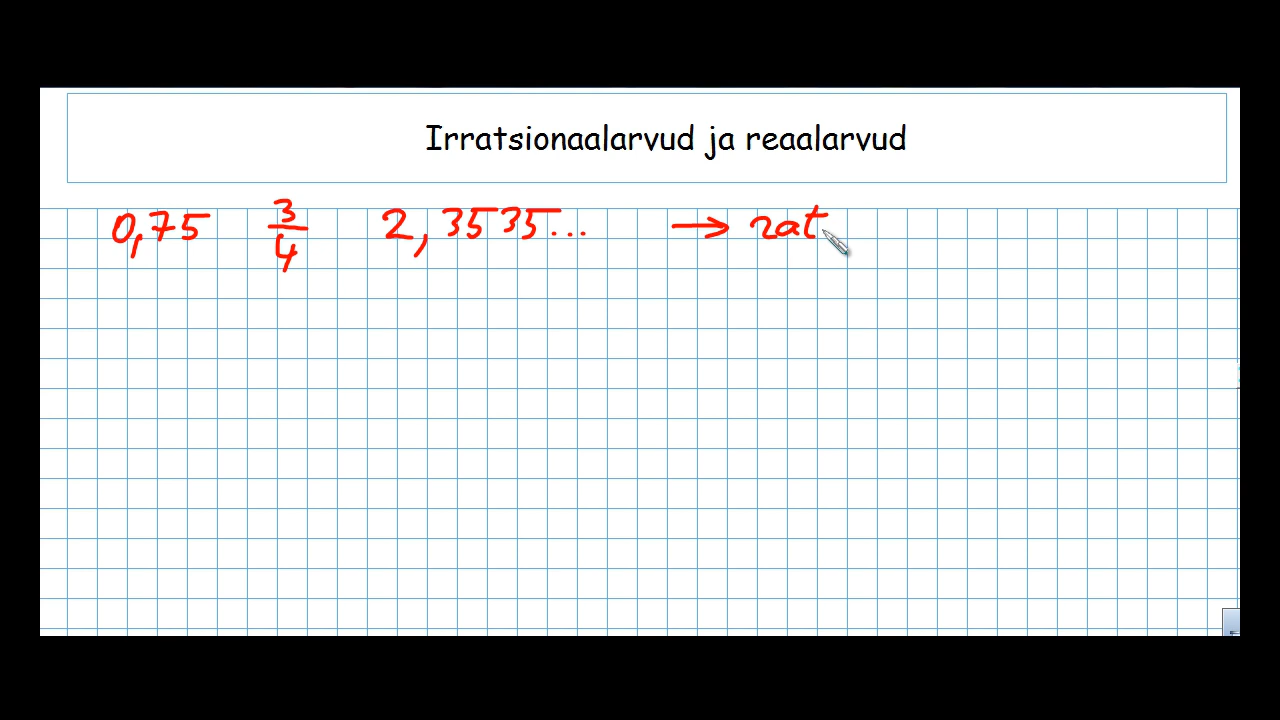 Irratsionaalarvud ja reaalarvud
0,75 3/4 2,3535... → rat